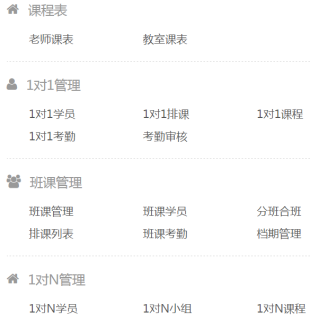 课程表
老师课表 教室课表
1对1管理
1对1学员 1对1排课 1对1课程
1对1考勤 考勤审核
班课管理
班课管理 班课学员 分班合班
排课列表 班课考勤 档期管理
1对N管理
1对N学员 1对N小组 1对N课程